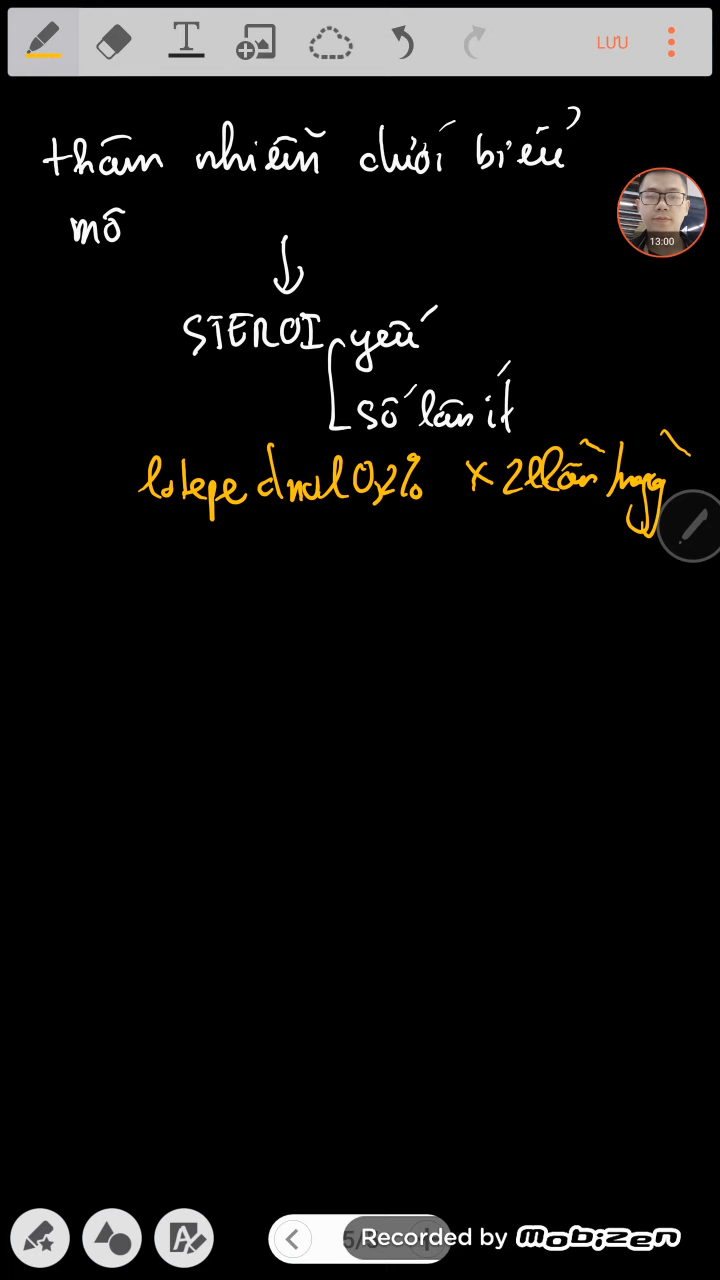 T
LƯU
thâm nhiễm dưới biểu
13:00
mô
STEROI yếu
số lần ít
lotepednol 0,2% x 2 lần/ngày
Recorded by mobizen